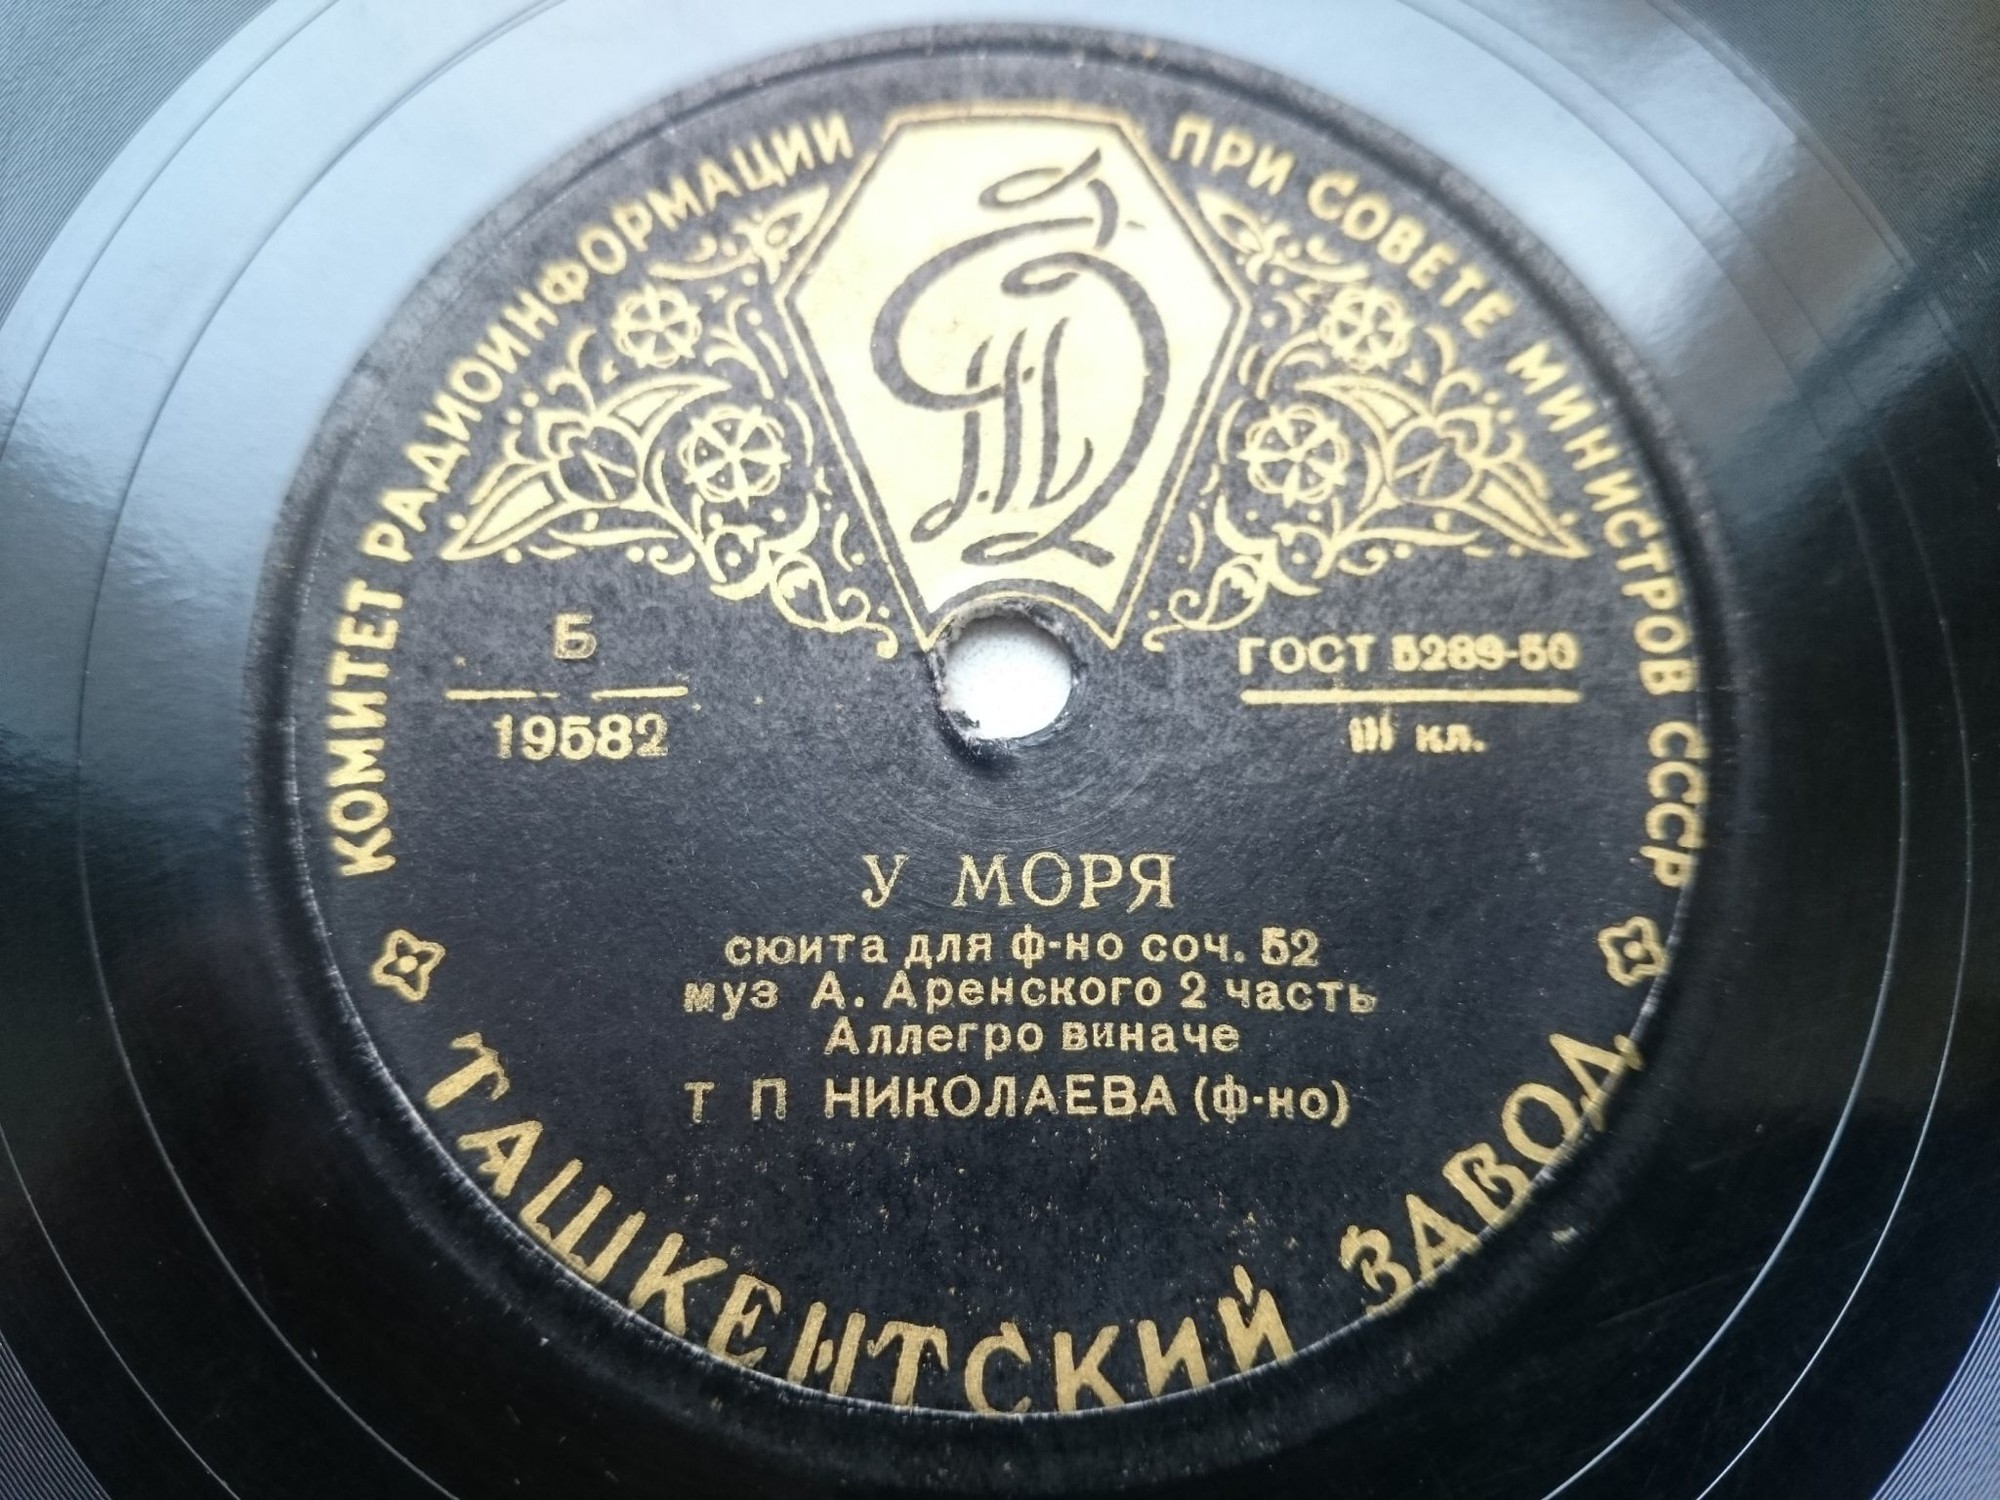 КОМИТЕТ РАДИОИНФОРМАЦИИ ПРИ СОВЕТЕ МИНИСТРОВ СССР
Б
19582
ГОСТ 5289-50
III кл.
У МОРЯ
сюита для ф-но соч. 52
муз А. Аренского 2 часть
Аллегро виначе
Т П НИКОЛАЕВА (ф-но)
ТАШКЕНТСКИЙ ЗАВОД